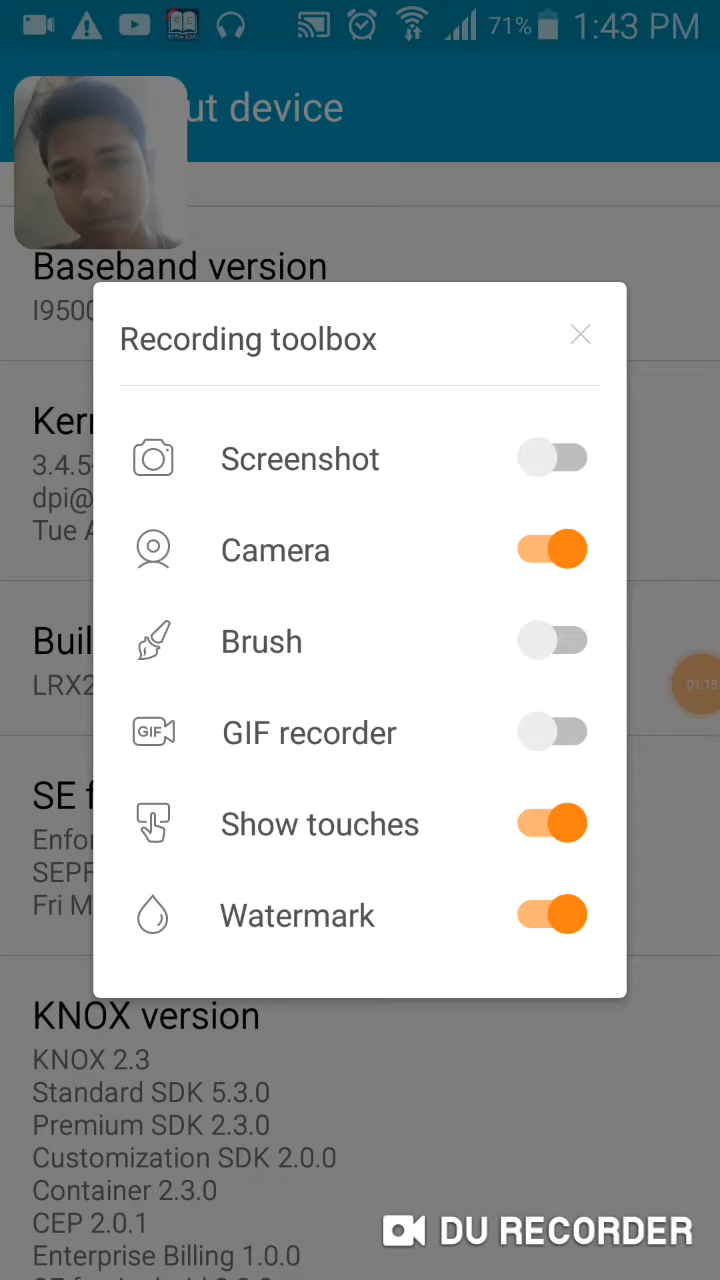 71% 1:43 PM
ut device
Baseband version
I9500
Recording toolbox
Kern
3.4.5-
dpi@
Tue A
Screenshot
Camera
Buil
LRX2
Brush
01:15
GIF GIF recorder
SE f
Enfor
SEPF
Fri M
Show touches
Watermark
KNOX version
KNOX 2.3
Standard SDK 5.3.0
Premium SDK 2.3.0
Customization SDK 2.0.0
Container 2.3.0
CEP 2.0.1
Enterprise Billing 1.0.0
DU RECORDER